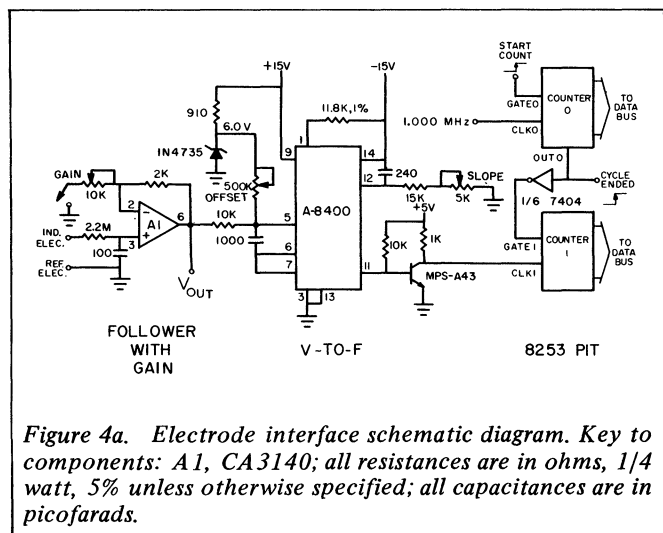 START
COUNT
+15V
-15V
COUNTER
0
TO
DATA
BUS
GATE0
1.000 MHz
CLK0
OUT0
910
11.8K, 1%
6.0V
1N4735
1
9
14
240
12
15K
SLOPE
5K
+5V
500K
OFFSET
A-8400
GAIN
10K
2K
2
6
A1
3
IND.
ELEC.
2.2M
100
REF.
ELEC.
VOUT
10K
1000
5
6
7
3
13
11
10K
1K
MPS-A43
CYCLE
ENDED
1/6 7404
GATE1
COUNTER
1
CLK1
TO
DATA
BUS
FOLLOWER
WITH
GAIN
V-TO-F
8253 PIT
Figure 4a. Electrode interface schematic diagram. Key to
components: A1, CA3140; all resistances are in ohms, 1/4
watt, 5% unless otherwise specified; all capacitances are in
picofarads.